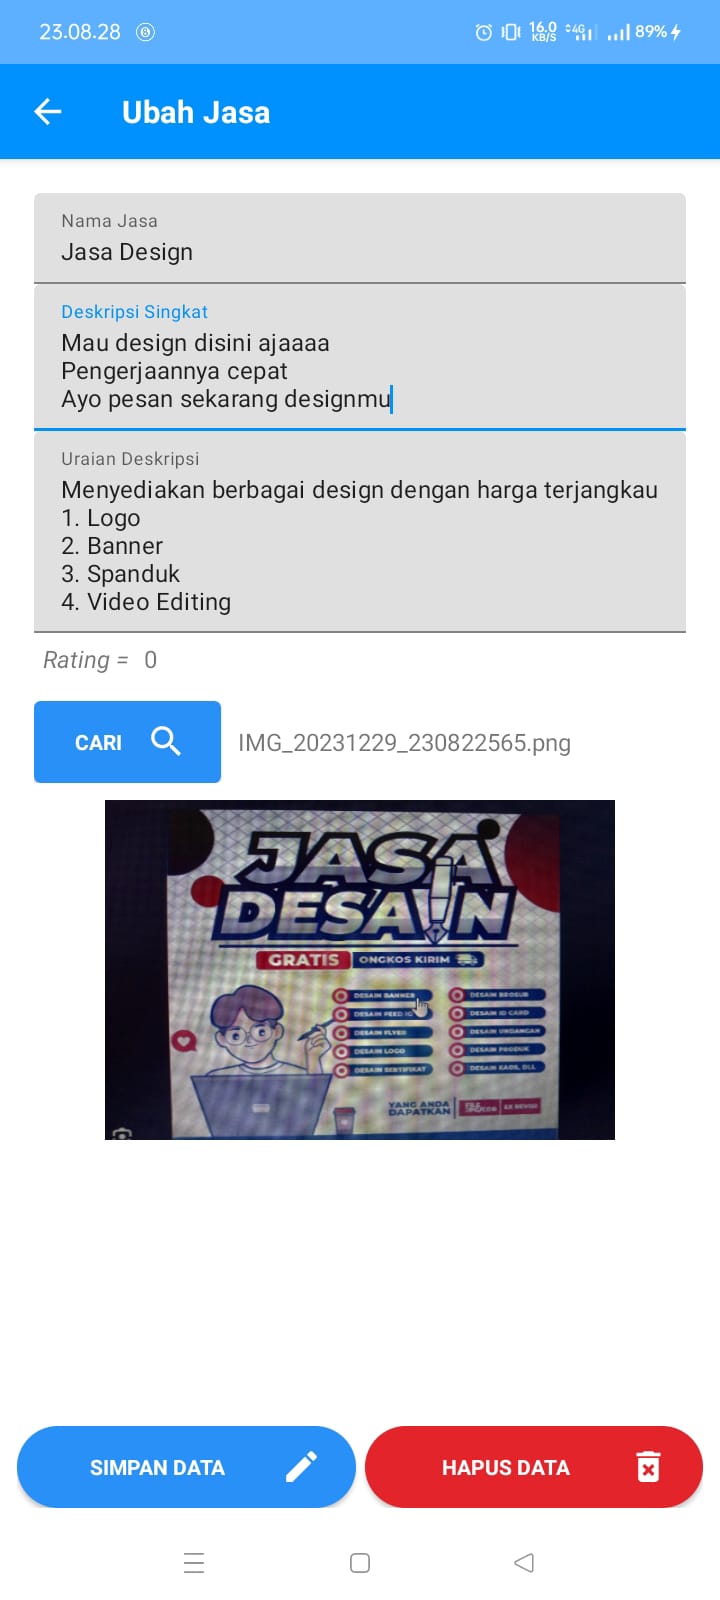 23.08.28
16.0 KB/S 4G 89%
Ubah Jasa
Nama Jasa
Jasa Design
Deskripsi Singkat
Mau design disini ajaaaa
Pengerjaannya cepat
Ayo pesan sekarang designmu
Uraian Deskripsi
Menyediakan berbagai design dengan harga terjangkau
1. Logo
2. Banner
3. Spanduk
4. Video Editing
Rating = 0
CARI
IMG_20231229_230822565.png
JASA
DESAIN
GRATIS ONGKOS KIRIM
DESAIN BANNER
DESAIN FEED IG
DESAIN FLYER
DESAIN LOGO
DESAIN SERTIFIKAT
DESAIN BROSUR
DESAIN ID CARD
DESAIN UNDANGAN
DESAIN PRODUK
DESAIN KAOS, DLL
YANG ANDA
DAPATKAN
SIMPAN DATA
HAPUS DATA